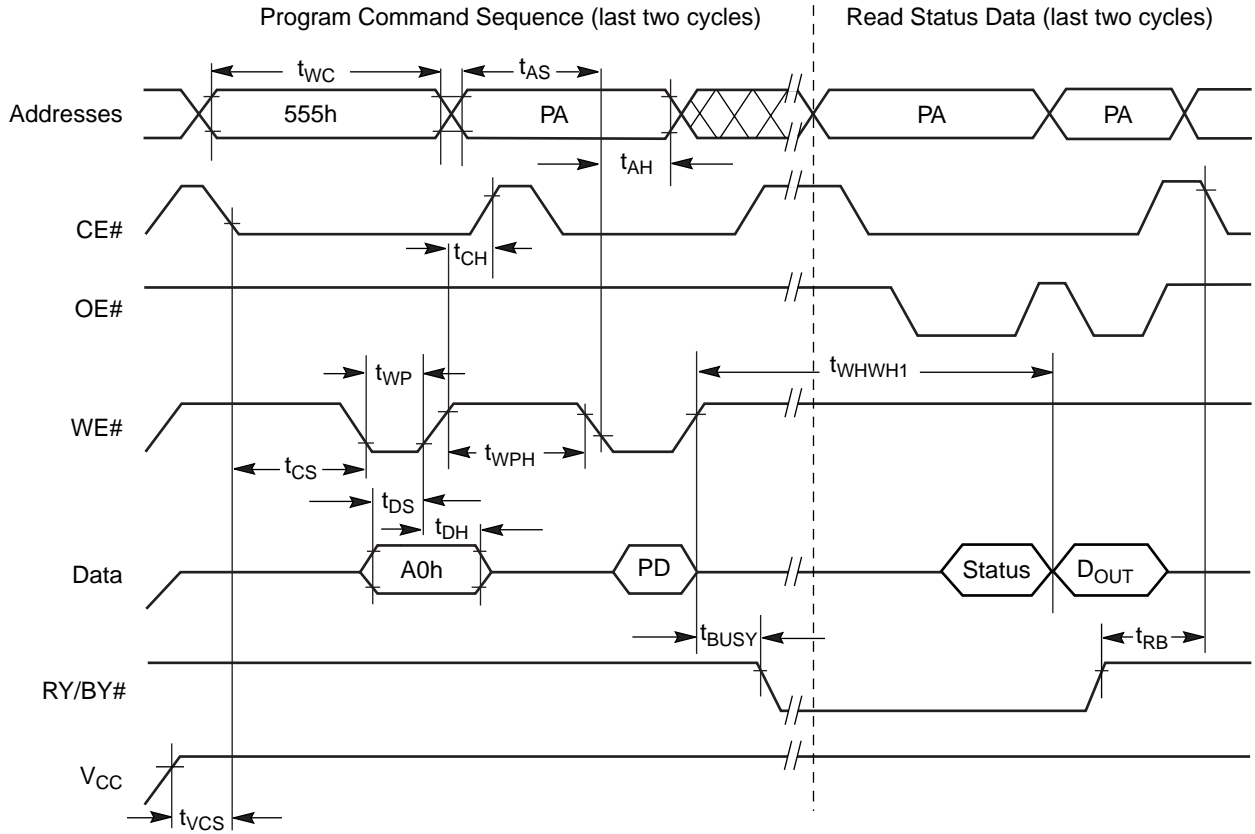 Program Command Sequence (last two cycles)
Read Status Data (last two cycles)
tWC
tAS
Addresses
555h
PA
PA
PA
tAH
CE#
tCH
OE#
tWHWH1
tWP
WE#
tWPH
tCS
tDS
tDH
Data
A0h
PD
Status
DOUT
tBUSY
tRB
RY/BY#
VCC
tVCS